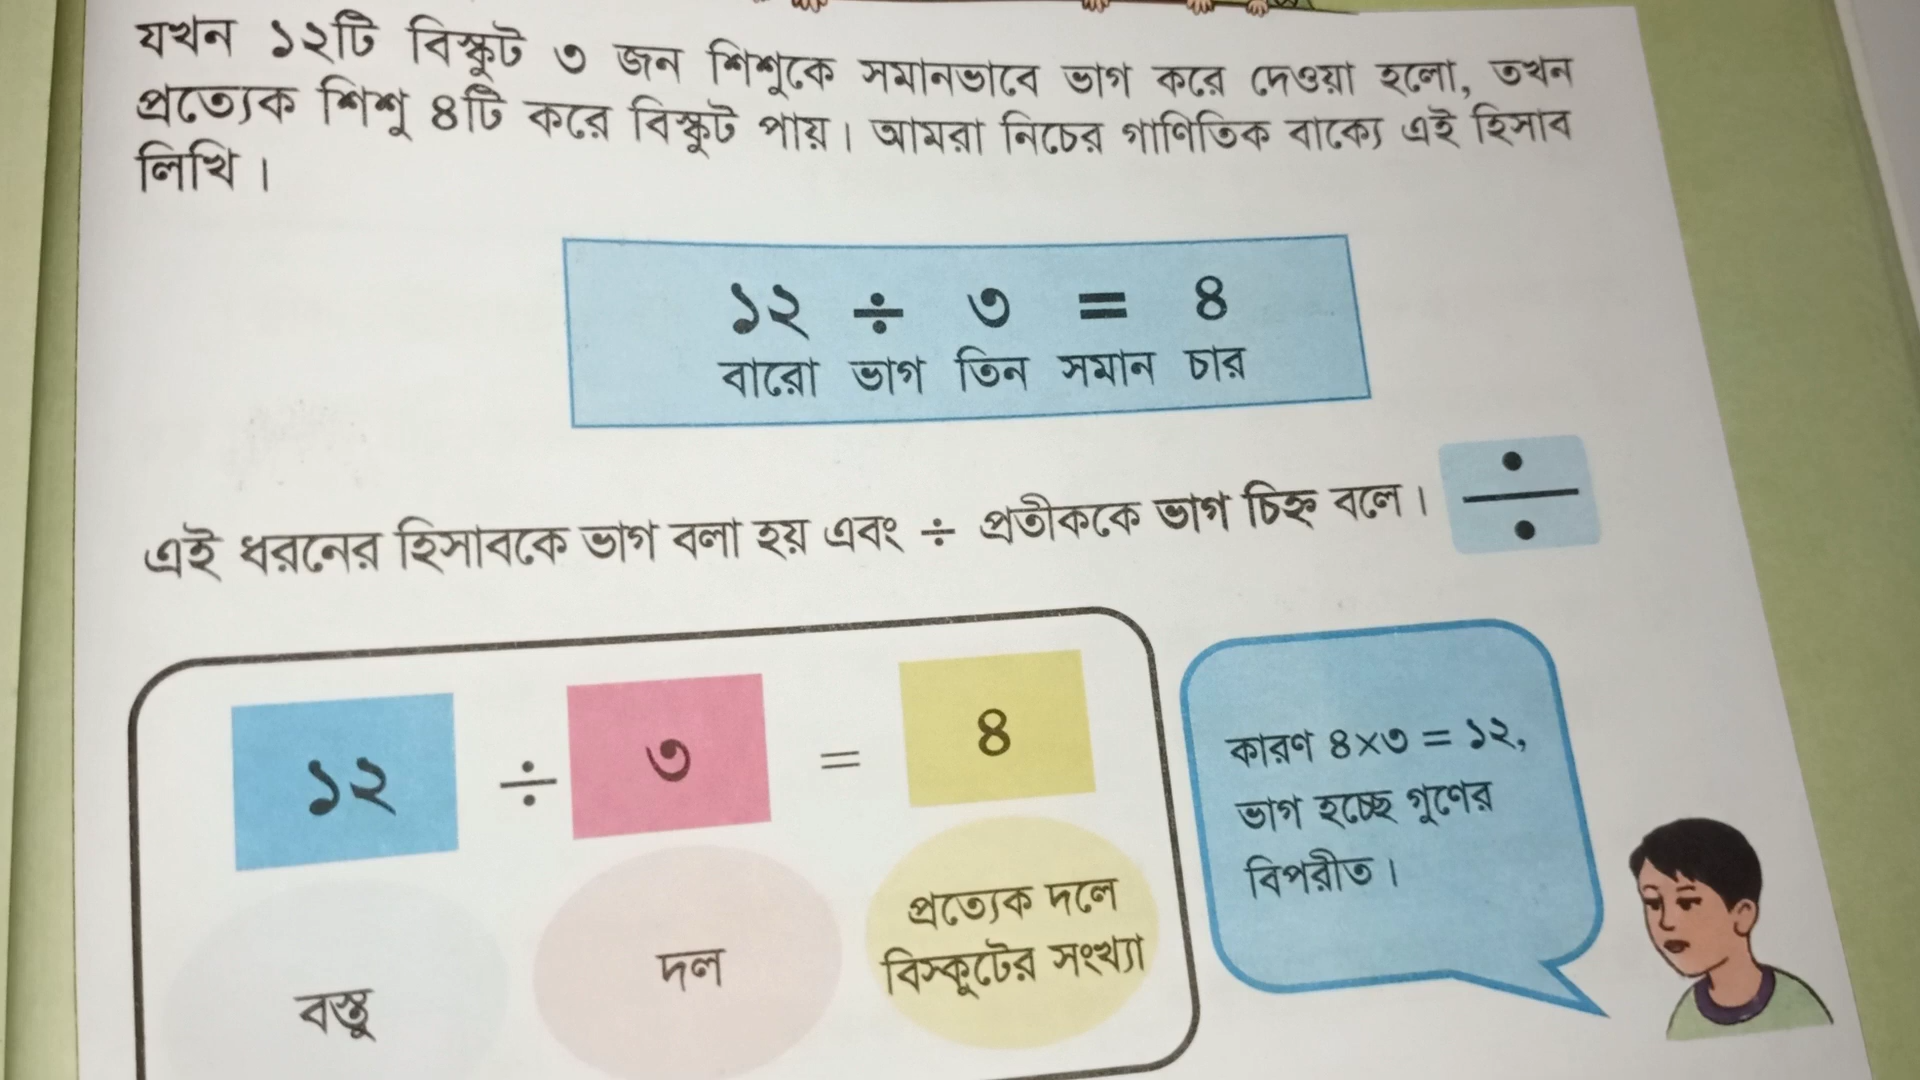 যখন ১২টি বিস্কুট ৩ জন শিশুকে সমানভাবে ভাগ করে দেওয়া হলো, তখন
প্রত্যেক শিশু ৪টি করে বিস্কুট পায়। আমরা নিচের গাণিতিক বাক্যে এই হিসাব
লিখি।
১২ ÷ ৩ = ৪
বারো ভাগ তিন সমান চার
এই ধরনের হিসাবকে ভাগ বলা হয় এবং ÷ প্রতীককে ভাগ চিহ্ন বলে।
÷
১২ ÷ ৩ = ৪
বস্তু
দল
প্রত্যেক দলে
বিস্কুটের সংখ্যা
কারণ ৪×৩ = ১২,
ভাগ হচ্ছে গুণের
বিপরীত।